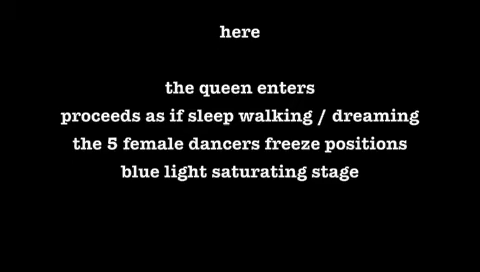 here
the queen enters
proceeds as if sleep walking / dreaming
the 5 female dancers freeze positions
blue light saturating stage